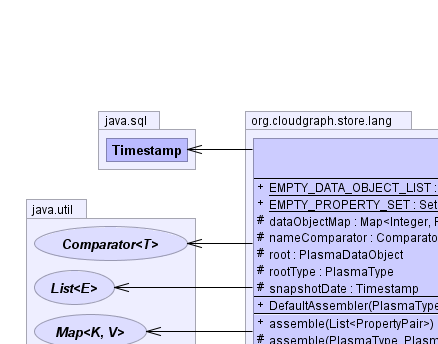 java.sql
Timestamp
org.cloudgraph.store.lang
+ EMPTY_DATA_OBJECT_LIST :
+ EMPTY_PROPERTY_SET : Set
# dataObjectMap : Map<Integer,
# nameComparator : Comparato
# root : PlasmaDataObject
# rootType : PlasmaType
# snapshotDate : Timestamp
+ DefaultAssembler(PlasmaType
+ assemble(List<PropertyPair>)
# assemble(PlasmaType, Plasm
java.util
Comparator<T>
List<E>
Map<K, V>